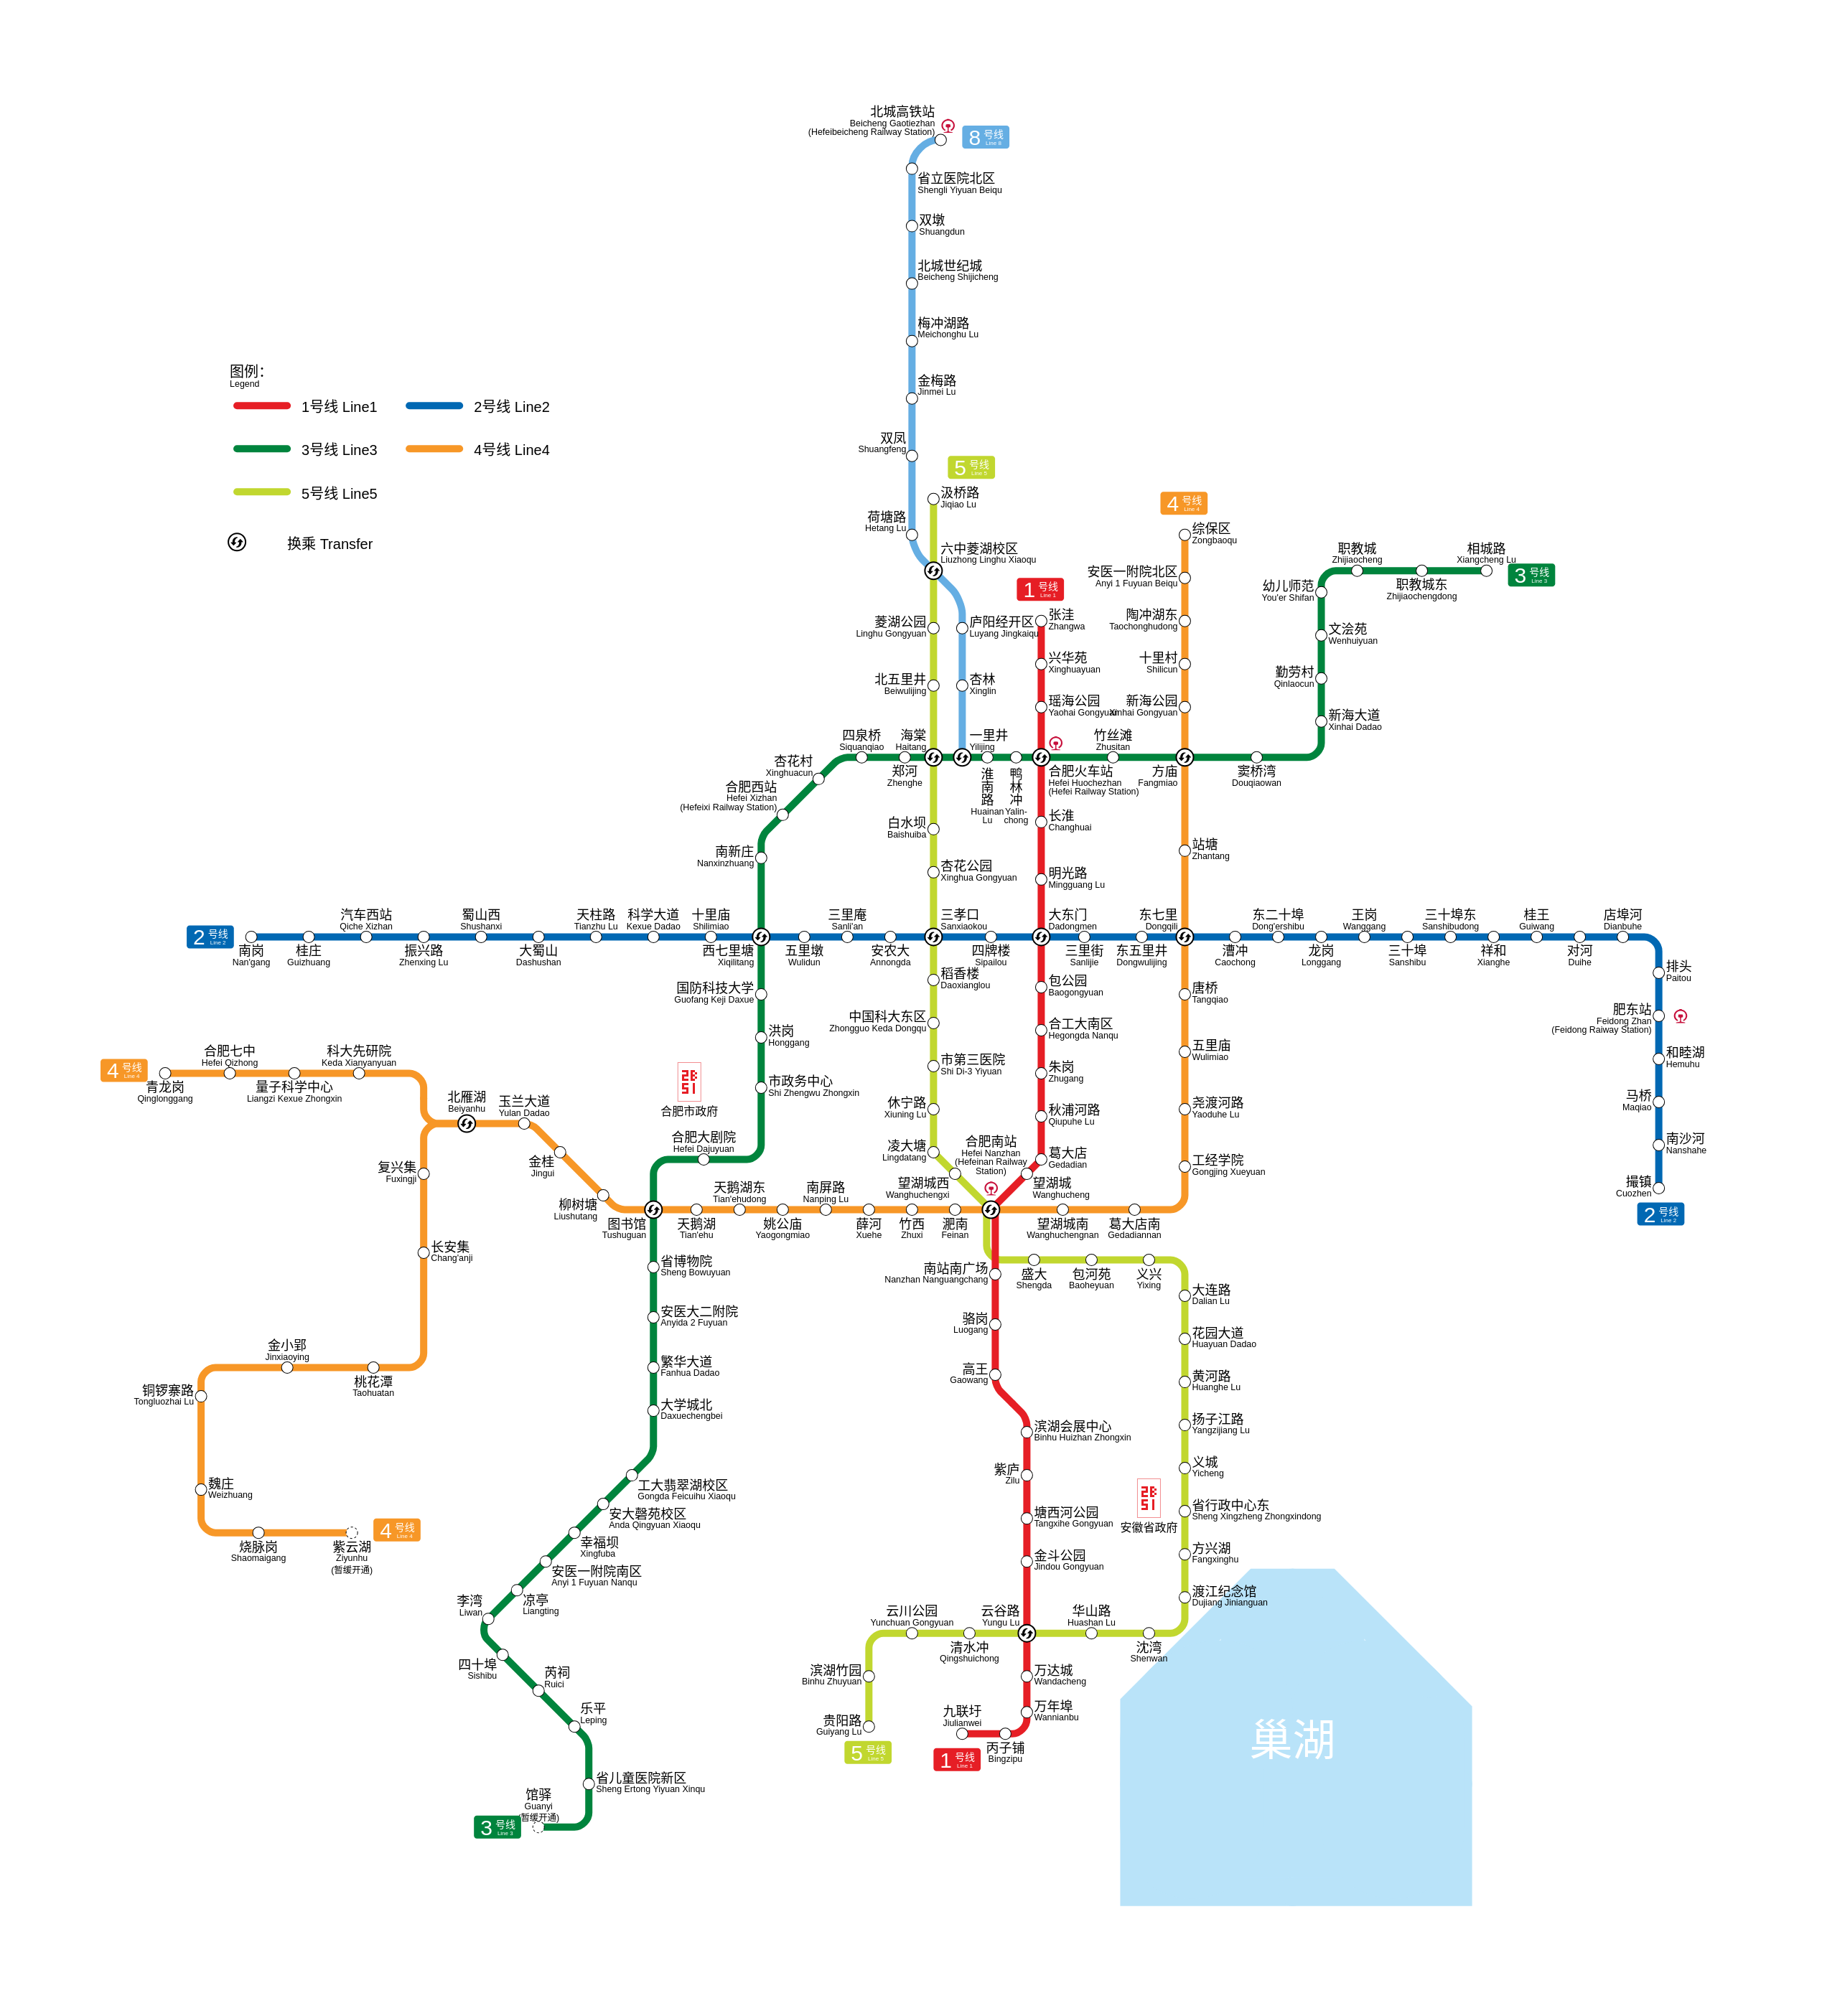 北城高铁站
Beicheng Gaotiezhan
(Hefeibeicheng Railway Station)
8 号线
Line 8
省立医院北区
Shengli Yiyuan Beiqu
双墩
Shuangdun
北城世纪城
Beicheng Shijicheng
梅冲湖路
Meichonghu Lu
金梅路
Jinmei Lu
双凤
Shuangfeng
荷塘路
Hetang Lu
图例：
Legend
1号线 Line1
2号线 Line2
3号线 Line3
4号线 Line4
5号线 Line5
换乘 Transfer
5 号线
Line 5
汲桥路
Jiqiao Lu
六中菱湖校区
Liuzhong Linghu Xiaoqu
菱湖公园
Linghu Gongyuan
庐阳经开区
Luyang Jingkaiqu
北五里井
Beiwulijing
杏林
Xinglin
1 号线
Line 1
张洼
Zhangwa
兴华苑
Xinghuayuan
瑶海公园
Yaohai Gongyuan
4 号线
Line 4
综保区
Zongbaoqu
安医一附院北区
Anyi 1 Fuyuan Beiqu
陶冲湖东
Taochonghudong
十里村
Shilicun
新海公园
Xinhai Gongyuan
职教城
Zhijiaocheng
相城路
Xiangcheng Lu
3 号线
Line 3
职教城东
Zhijiaochengdong
幼儿师范
You'er Shifan
文浍苑
Wenhuiyuan
勤劳村
Qinlaocun
新海大道
Xinhai Dadao
四泉桥
Siquanqiao
海棠
Haitang
一里井
Yilijing
竹丝滩
Zhusitan
杏花村
Xinghuacun
郑河
Zhenghe
淮南路
Huainan
Lu
鸭林冲
Yalin-
chong
合肥火车站
Hefei Huochezhan
(Hefei Railway Station)
方庙
Fangmiao
窦桥湾
Douqiaowan
合肥西站
Hefei Xizhan
(Hefeixi Railway Station)
南新庄
Nanxinzhuang
白水坝
Baishuiba
杏花公园
Xinghua Gongyuan
长淮
Changhuai
明光路
Mingguang Lu
站塘
Zhantang
2 号线
Line 2
南岗
Nan'gang
桂庄
Guizhuang
汽车西站
Qiche Xizhan
振兴路
Zhenxing Lu
蜀山西
Shushanxi
大蜀山
Dashushan
天柱路
Tianzhu Lu
科学大道
Kexue Dadao
十里庙
Shilimiao
西七里塘
Xiqilitang
五里墩
Wulidun
三里庵
Sanli'an
安农大
Annongda
三孝口
Sanxiaokou
四牌楼
Sipailou
大东门
Dadongmen
三里街
Sanlijie
东五里井
Dongwulijing
东七里
Dongqili
漕冲
Caochong
东二十埠
Dong'ershibu
龙岗
Longgang
王岗
Wanggang
三十埠
Sanshibu
三十埠东
Sanshibudong
祥和
Xianghe
桂王
Guiwang
对河
Duihe
店埠河
Dianbuhe
排头
Paitou
肥东站
Feidong Zhan
(Feidong Raiway Station)
和睦湖
Hemuhu
马桥
Maqiao
南沙河
Nanshahe
撮镇
Cuozhen
2 号线
Line 2
国防科技大学
Guofang Keji Daxue
洪岗
Honggang
市政务中心
Shi Zhengwu Zhongxin
合肥市政府
合肥大剧院
Hefei Dajuyuan
稻香楼
Daoxianglou
中国科大东区
Zhongguo Keda Dongqu
市第三医院
Shi Di-3 Yiyuan
休宁路
Xiuning Lu
凌大塘
Lingdatang
望湖城西
Wanghuchengxi
包公园
Baogongyuan
合工大南区
Hegongda Nanqu
朱岗
Zhugang
秋浦河路
Qiupuhe Lu
葛大店
Gedadian
望湖城
Wanghucheng
合肥南站
Hefei Nanzhan
(Hefeinan Railway
Station)
唐桥
Tangqiao
五里庙
Wulimiao
尧渡河路
Yaoduhe Lu
工经学院
Gongjing Xueyuan
4 号线
Line 4
青龙岗
Qinglonggang
合肥七中
Hefei Qizhong
量子科学中心
Liangzi Kexue Zhongxin
科大先研院
Keda Xianyanyuan
北雁湖
Beiyanhu
玉兰大道
Yulan Dadao
金桂
Jingui
柳树塘
Liushutang
图书馆
Tushuguan
天鹅湖
Tian'ehu
天鹅湖东
Tian'ehudong
姚公庙
Yaogongmiao
南屏路
Nanping Lu
薛河
Xuehe
竹西
Zhuxi
淝南
Feinan
望湖城南
Wanghuchengnan
葛大店南
Gedadiannan
复兴集
Fuxingji
长安集
Chang'anji
桃花潭
Taohuatan
金小郢
Jinxiaoying
铜锣寨路
Tongluozhai Lu
魏庄
Weizhuang
烧脉岗
Shaomaigang
紫云湖
Ziyunhu
(暂缓开通)
4 号线
Line 4
省博物院
Sheng Bowuyuan
安医大二附院
Anyida 2 Fuyuan
繁华大道
Fanhua Dadao
大学城北
Daxuechengbei
工大翡翠湖校区
Gongda Feicuihu Xiaoqu
安大磬苑校区
Anda Qingyuan Xiaoqu
幸福坝
Xingfuba
安医一附院南区
Anyi 1 Fuyuan Nanqu
凉亭
Liangting
李湾
Liwan
四十埠
Sishibu
芮祠
Ruici
乐平
Leping
省儿童医院新区
Sheng Ertong Yiyuan Xinqu
馆驿
Guanyi
(暂缓开通)
3 号线
Line 3
南站南广场
Nanzhan Nanguangchang
骆岗
Luogang
高王
Gaowang
滨湖会展中心
Binhu Huizhan Zhongxin
紫庐
Zilu
塘西河公园
Tangxihe Gongyuan
金斗公园
Jindou Gongyuan
云谷路
Yungu Lu
万达城
Wandacheng
万年埠
Wannianbu
丙子铺
Bingzipu
九联圩
Jiulianwei
1 号线
Line 1
盛大
Shengda
包河苑
Baoheyuan
义兴
Yixing
大连路
Dalian Lu
花园大道
Huayuan Dadao
黄河路
Huanghe Lu
扬子江路
Yangzijiang Lu
义城
Yicheng
省行政中心东
Sheng Xingzheng Zhongxindong
安徽省政府
方兴湖
Fangxinghu
渡江纪念馆
Dujiang Jinianguan
沈湾
Shenwan
华山路
Huashan Lu
清水冲
Qingshuichong
云川公园
Yunchuan Gongyuan
滨湖竹园
Binhu Zhuyuan
贵阳路
Guiyang Lu
5 号线
Line 5
巢湖